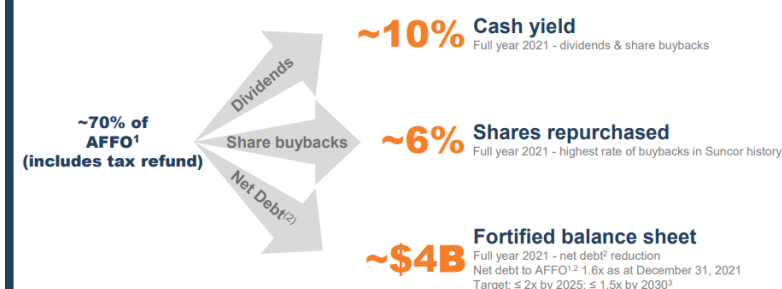 ~70% of
AFFO¹
(includes tax refund)
Dividends
Share buybacks
Net Debt(2)
~10% Cash yield
Full year 2021 - dividends & share buybacks
~6% Shares repurchased
Full year 2021 - highest rate of buybacks in Suncor history
~$4B Fortified balance sheet
Full year 2021 - net debt² reduction
Net debt to AFFO¹,² 1.6x as at December 31, 2021
Target: ≤ 2x by 2025; ≤ 1.5x by 2030³